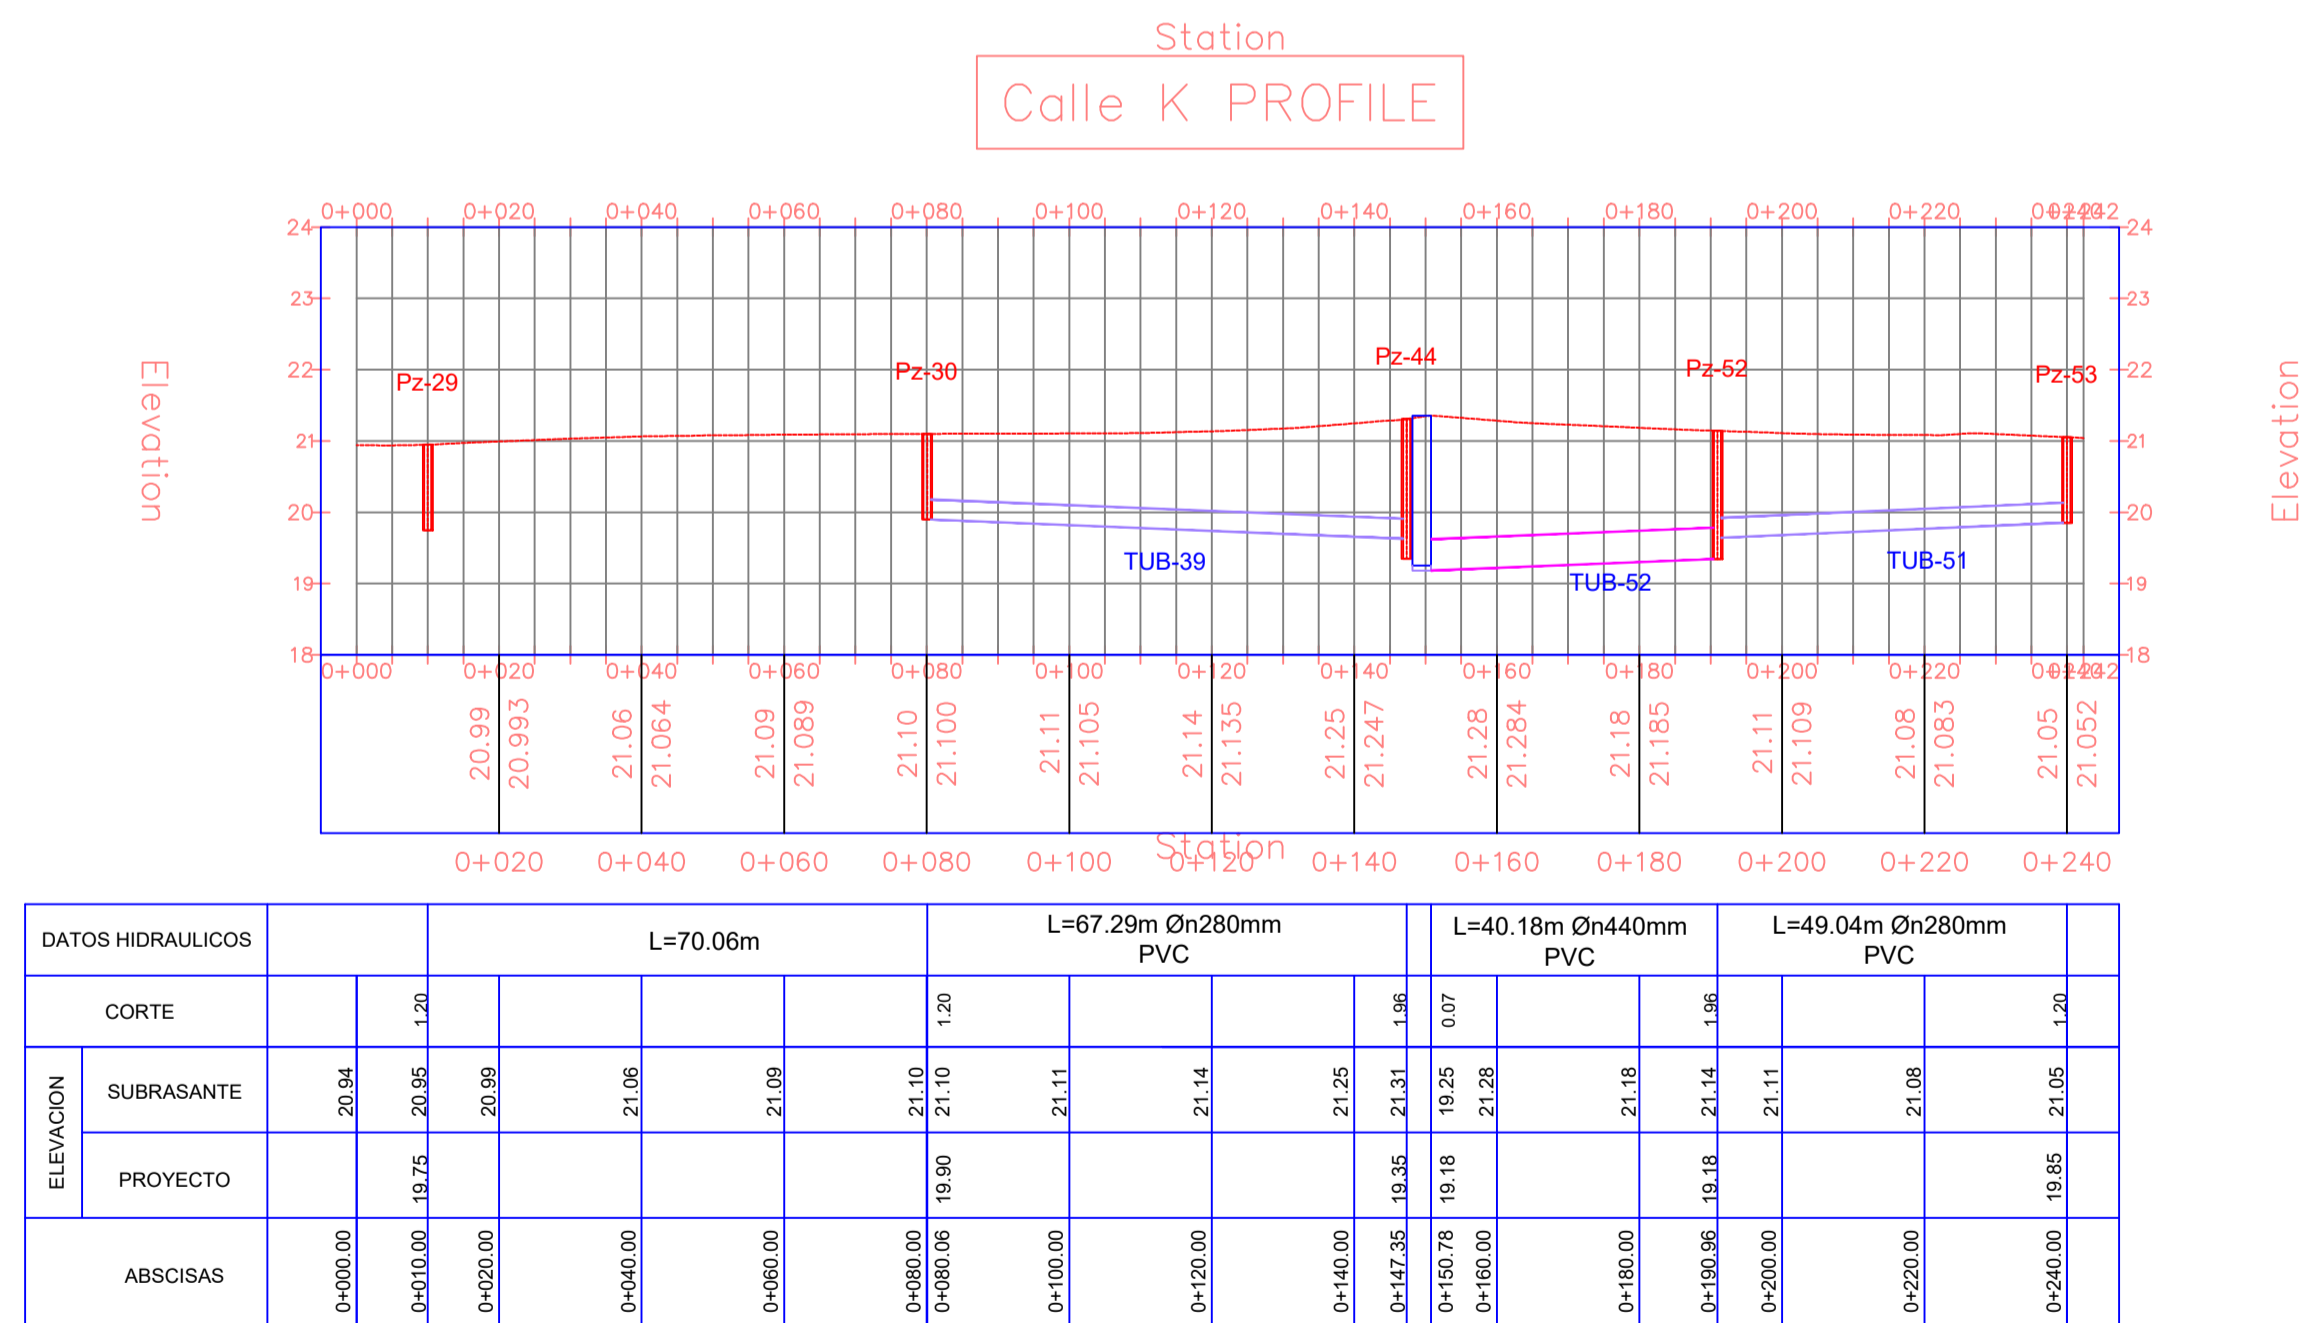 Station
Calle K PROFILE
0+000 0+020 0+040 0+060 0+080 0+100 0+120 0+140 0+160 0+180 0+200 0+220 0+240 0+242
24 24
23 23
22 22
21 21
20 20
19 19
18 18
Elevation
Elevation
Pz-29 Pz-30 Pz-44 Pz-52 Pz-53
TUB-39 TUB-52 TUB-51
0+000 0+020 0+040 0+060 0+080 0+100 0+120 0+140 0+160 0+180 0+200 0+220 0+240 0+242
20.99 20.993 21.06 21.064 21.09 21.089 21.10 21.100 21.11 21.105 21.14 21.135 21.25 21.247 21.28 21.284 21.18 21.185 21.11 21.109 21.08 21.083 21.05 21.052
Station
0+020 0+040 0+060 0+080 0+100 0+120 0+140 0+160 0+180 0+200 0+220 0+240
DATOS HIDRAULICOS
L=70.06m
L=67.29m Øn280mm
PVC
L=40.18m Øn440mm
PVC
L=49.04m Øn280mm
PVC
CORTE 1.20 1.20 1.96 0.07 1.96 1.20
ELEVACION
SUBRASANTE 20.94 20.95 20.99 21.06 21.09 21.10 21.10 21.11 21.14 21.25 21.31 19.25 21.28 21.18 21.14 21.11 21.08 21.05
PROYECTO 19.75 19.90 19.35 19.18 19.18 19.85
ABSCISAS 0+000.00 0+010.00 0+020.00 0+040.00 0+060.00 0+080.00 0+080.06 0+100.00 0+120.00 0+140.00 0+147.35 0+150.78 0+160.00 0+180.00 0+190.96 0+200.00 0+220.00 0+240.00